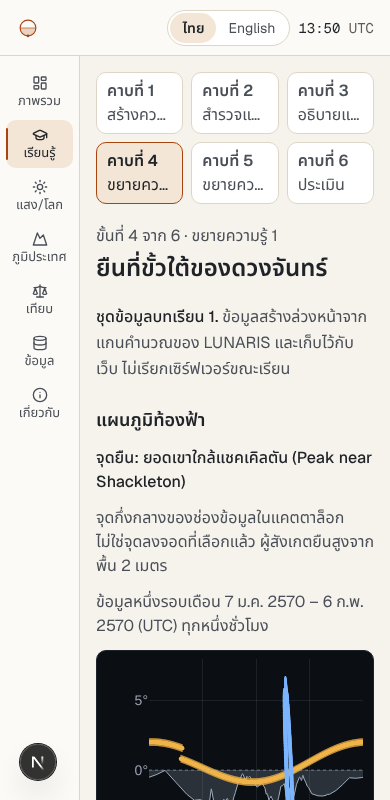 ไทย
English
13:50 UTC
ภาพรวม
เรียนรู้
แสง/โลก
ภูมิประเทศ
เทียบ
ข้อมูล
เกี่ยวกับ
N
คาบที่ 1
สร้างคว…
คาบที่ 2
สำรวจแ…
คาบที่ 3
อธิบายแ…
คาบที่ 4
ขยายคว…
คาบที่ 5
ขยายคว…
คาบที่ 6
ประเมิน
ขั้นที่ 4 จาก 6 · ขยายความรู้ 1
ยืนที่ขั้วใต้ของดวงจันทร์
ชุดข้อมูลบทเรียน 1. ข้อมูลสร้างล่วงหน้าจาก
แกนคำนวณของ LUNARIS และเก็บไว้กับ
เว็บ ไม่เรียกเซิร์ฟเวอร์ขณะเรียน
แผนภูมิท้องฟ้า
จุดยืน: ยอดเขาใกล้แชคเคิลตัน (Peak near
Shackleton)
จุดกึ่งกลางของช่องข้อมูลในแคตตาล็อก
ไม่ใช่จุดลงจอดที่เลือกแล้ว ผู้สังเกตยืนสูงจาก
พื้น 2 เมตร
ข้อมูลหนึ่งรอบเดือน 7 ม.ค. 2570 – 6 ก.พ.
2570 (UTC) ทุกหนึ่งชั่วโมง
5°
0°